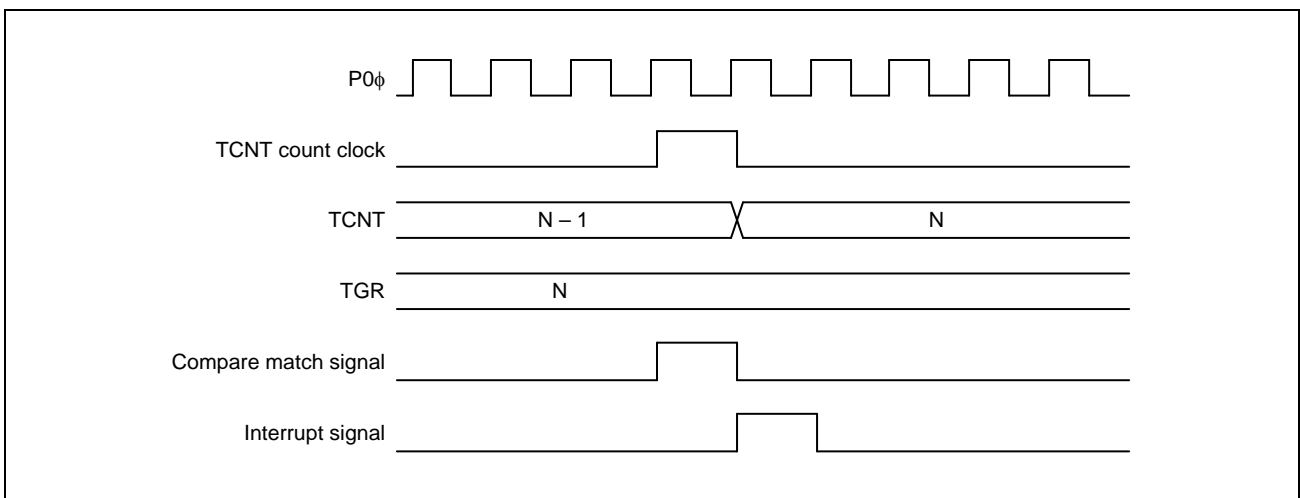 P0ϕ
TCNT count clock
TCNT N – 1 N
TGR N
Compare match signal
Interrupt signal